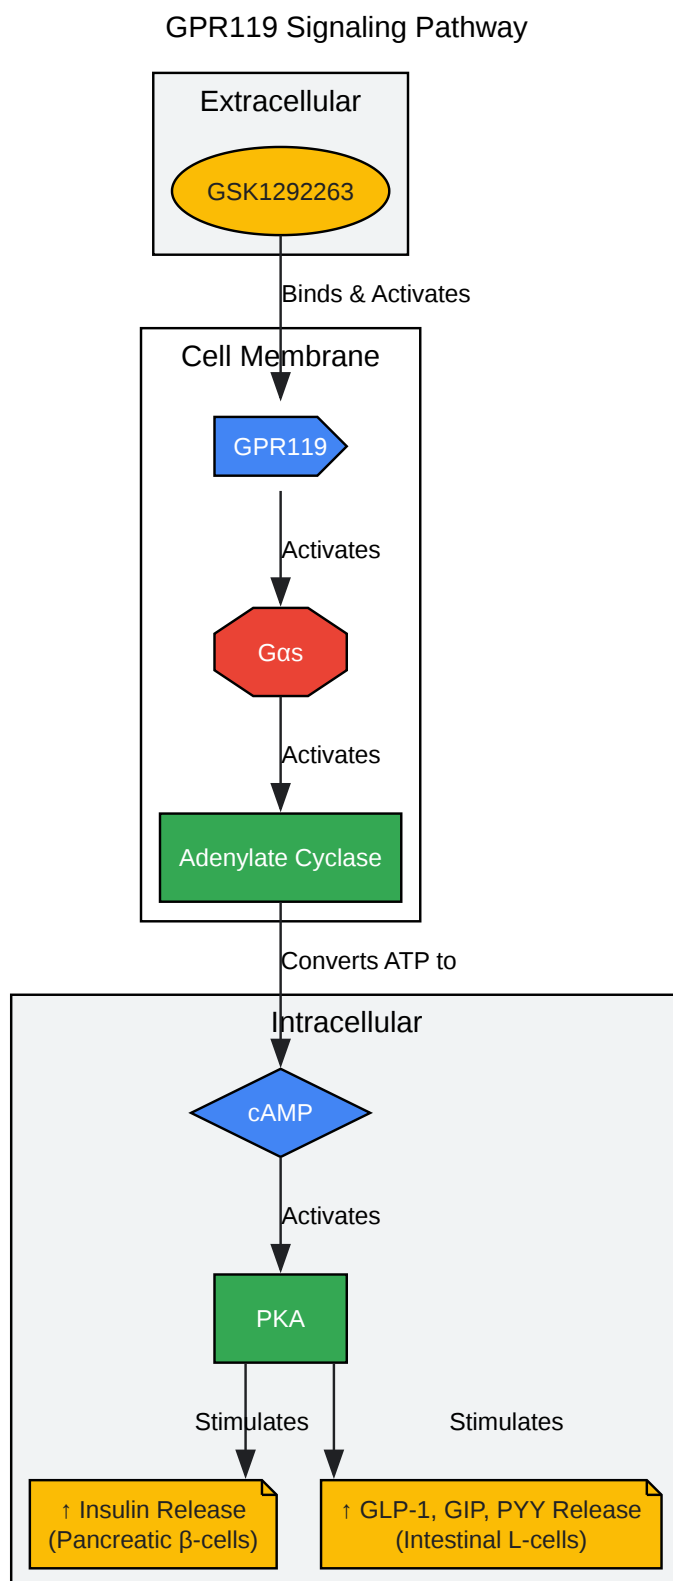 GPR119 Signaling Pathway
Extracellular
GSK1292263
Binds & Activates
Cell Membrane
GPR119
Activates
Gαs
Activates
Adenylate Cyclase
Converts ATP to
Intracellular
cAMP
Activates
PKA
Stimulates
Stimulates
↑ Insulin Release
(Pancreatic β-cells)
↑ GLP-1, GIP, PYY Release
(Intestinal L-cells)